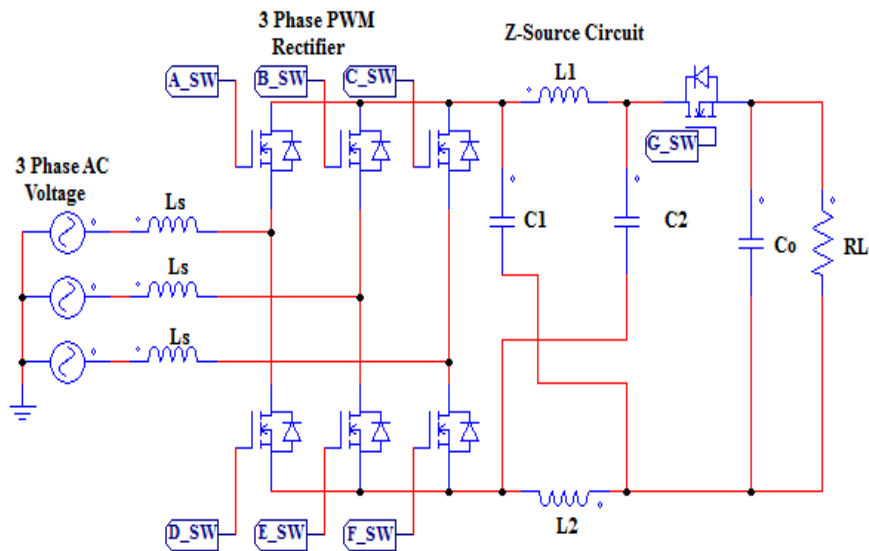 3 Phase PWM
Rectifier
Z-Source Circuit
A_SW
B_SW
C_SW
L1
G_SW
3 Phase AC
Voltage
Ls
C1
C2
Co
RL
Ls
Ls
D_SW
E_SW
F_SW
L2